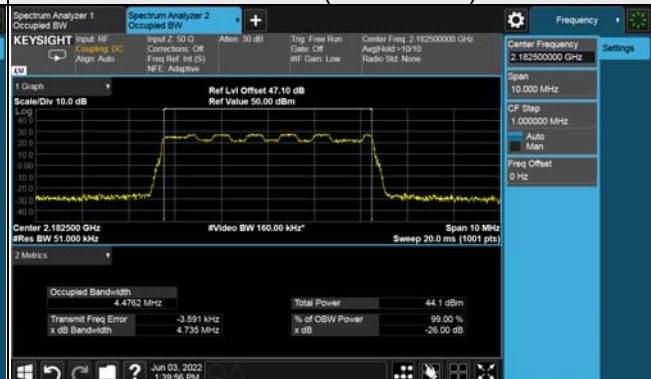 Spectrum Analyzer 1
Occupied BW
Spectrum Analyzer 2
Occupied BW
+
Frequency
KEYSIGHT
Input: RF
Coupling: DC
Align: Auto
Input Z: 50 Ω
Corrections: Off
Freq Ref: Int (S)
NFE: Adaptive
Atten: 30 dB
Trig: Free Run
Gate: Off
#IF Gain: Low
Center Freq: 2.182500000 GHz
Avg|Hold:>10/10
Radio Std: None
Center Frequency
2.182500000 GHz
Settings
Span
10.000 MHz
CF Step
1.000000 MHz
Auto
Man
Freq Offset
0 Hz
1 Graph
Scale/Div 10.0 dB
Ref Lvl Offset 47.10 dB
Ref Value 50.00 dBm
Log
40.0
30.0
20.0
10.0
0.00
-10.0
-20.0
-30.0
-40.0
Center 2.182500 GHz
#Res BW 51.000 kHz
#Video BW 160.00 kHz*
Span 10 MHz
Sweep 20.0 ms (1001 pts)
2 Metrics
Occupied Bandwidth
4.4762 MHz
Total Power
44.1 dBm
Transmit Freq Error
-3.591 kHz
% of OBW Power
99.00 %
x dB Bandwidth
4.735 MHz
x dB
-26.00 dB
?
Jun 03, 2022
1:39:56 PM